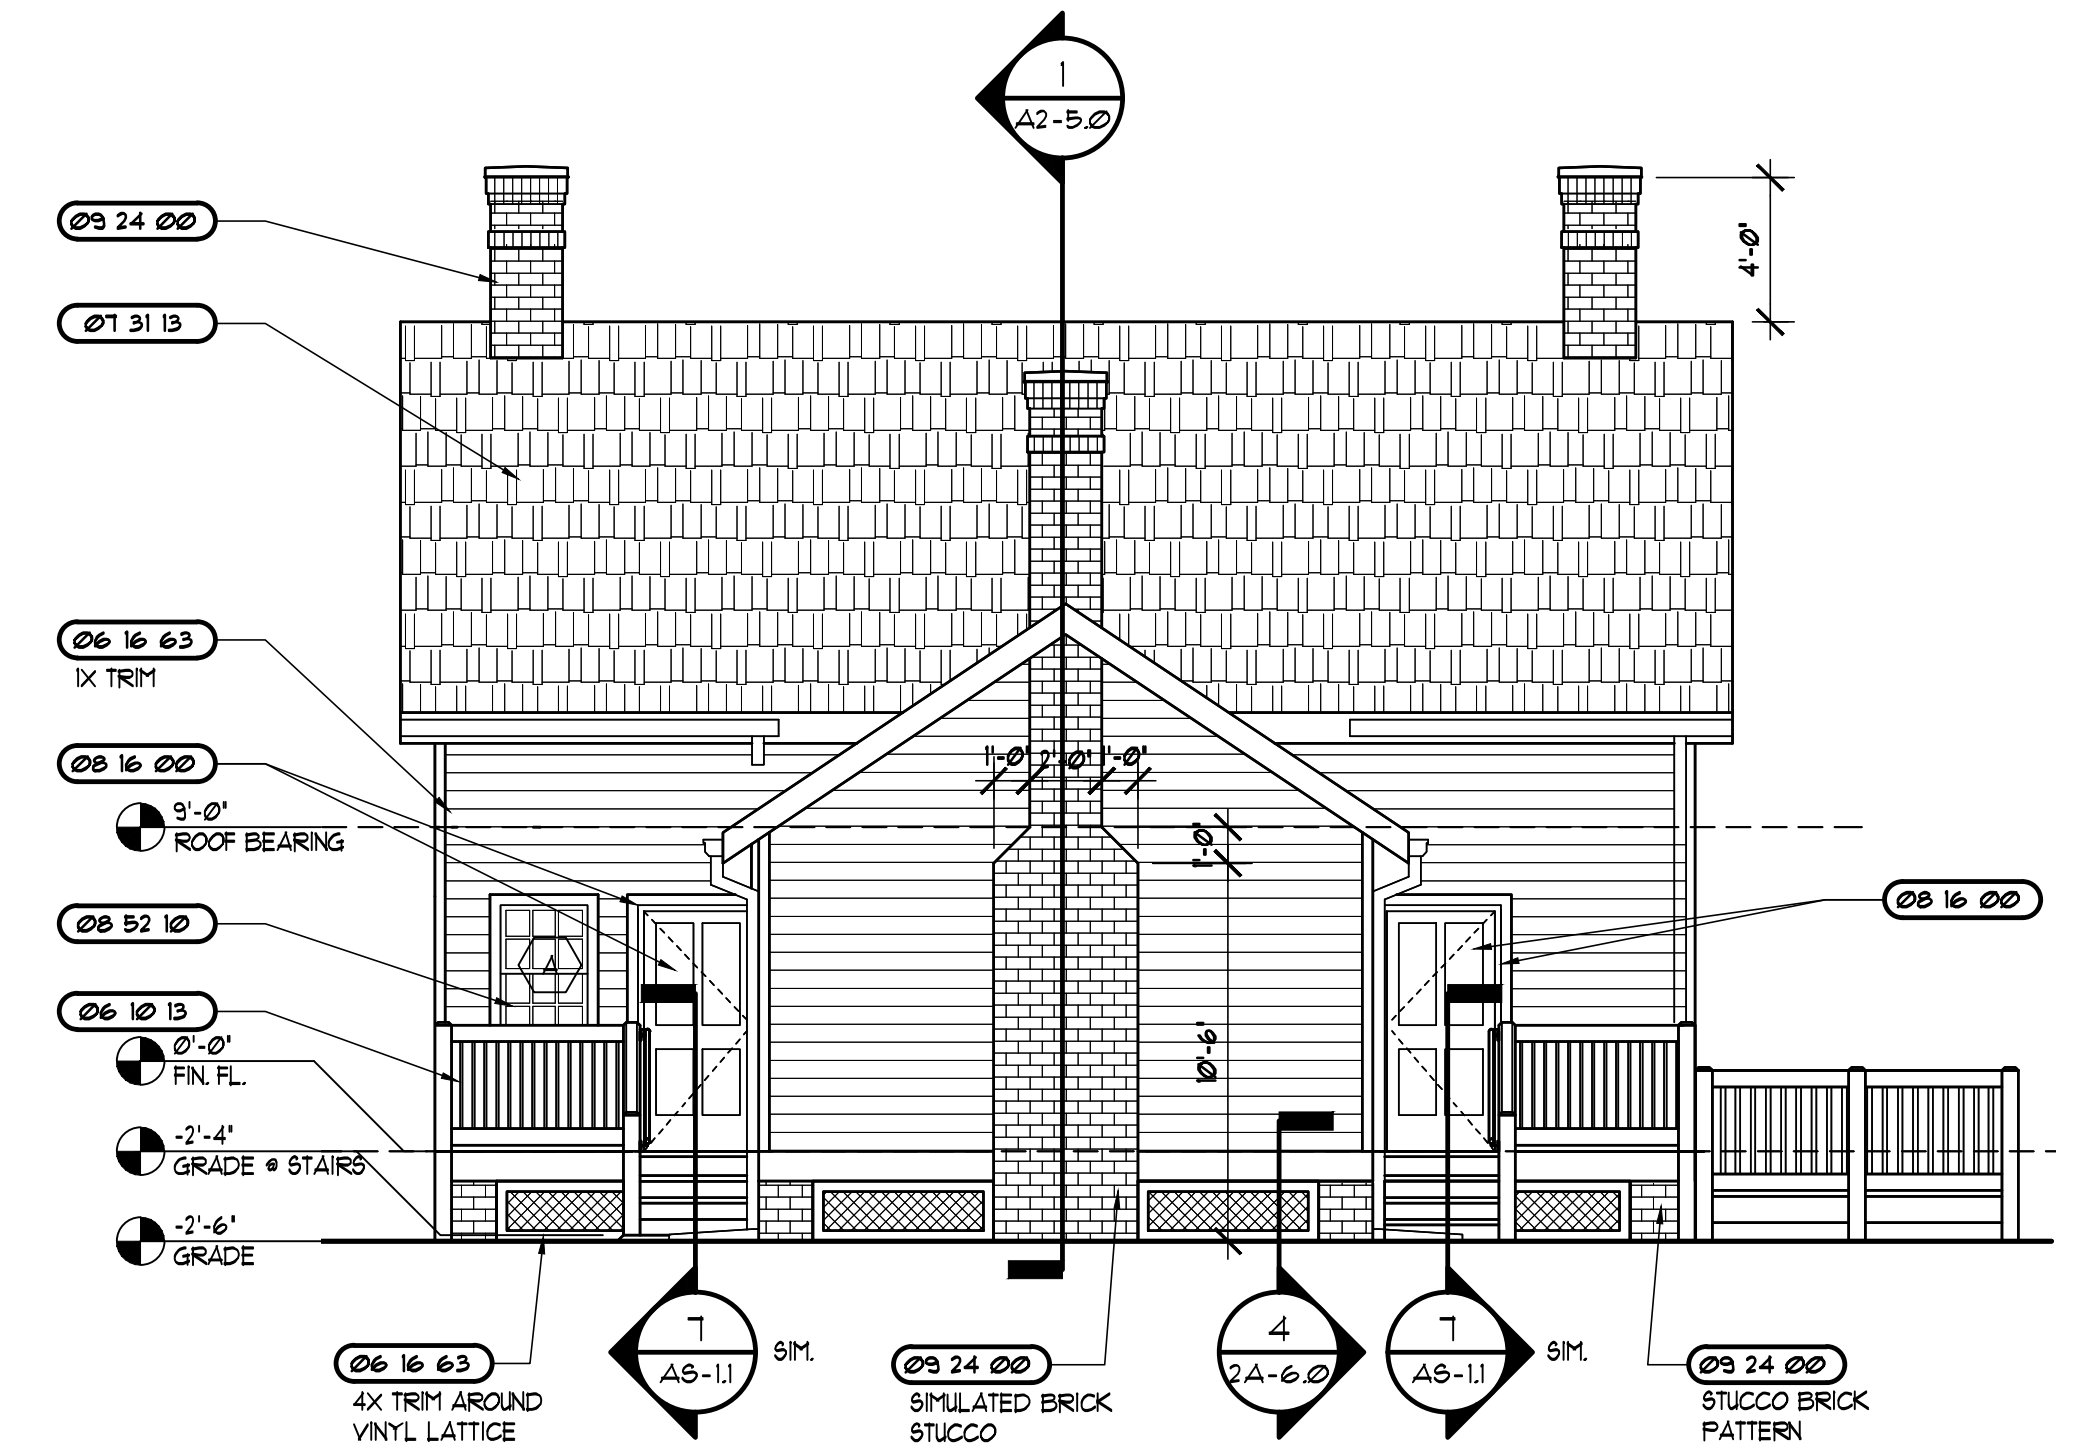 1
A2-5.0
09 24 00
4'-0"
07 31 13
06 16 63
1X TRIM
1'-0"
2'-0"
1'-0"
08 16 00
9'-0"
ROOF BEARING
1'-0"
08 16 00
08 52 10
A
06 10 13
0'-0"
FIN. FL.
10'-6"
-2'-4"
GRADE @ STAIRS
-2'-6"
GRADE
06 16 63
4X TRIM AROUND
VINYL LATTICE
7
AS-1.1
SIM.
09 24 00
SIMULATED BRICK
STUCCO
4
2A-6.0
7
AS-1.1
SIM.
09 24 00
STUCCO BRICK
PATTERN